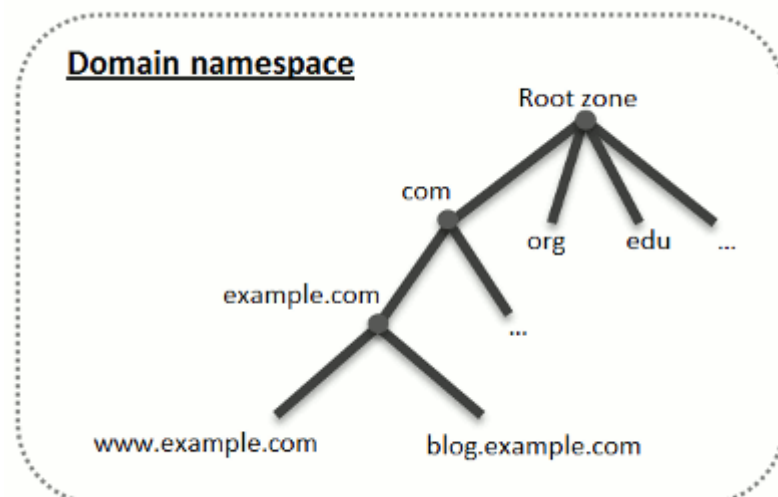 Domain namespace
Root zone
com
org
edu
...
example.com
...
www.example.com
blog.example.com